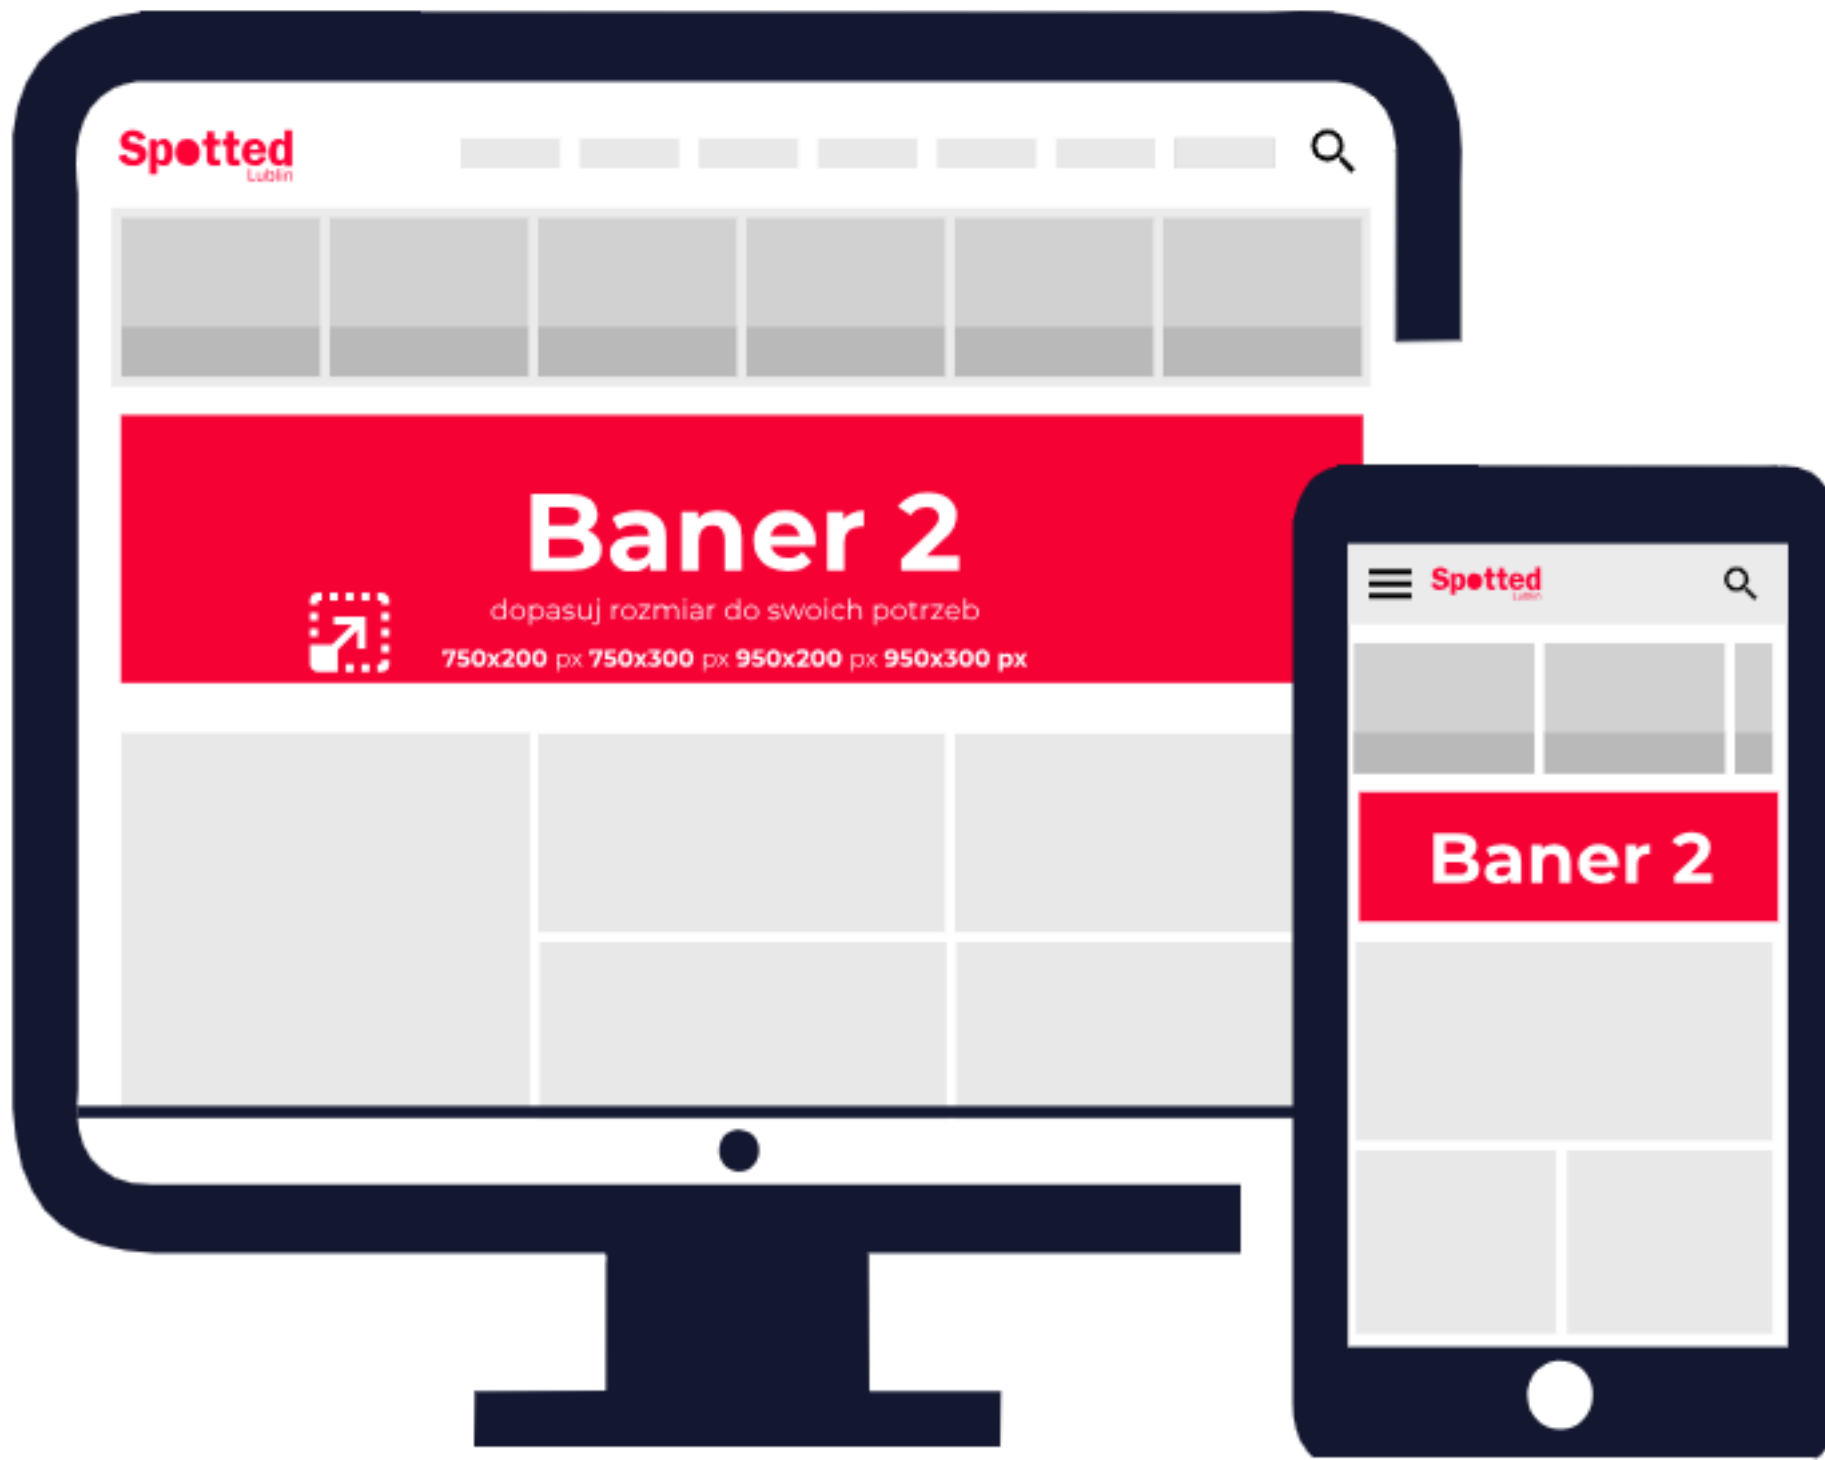 Spotted
Lublin
Baner 2
dopasuj rozmiar do swoich potrzeb
750x200 px 750x300 px 950x200 px 950x300 px
Spotted
Lublin
Baner 2